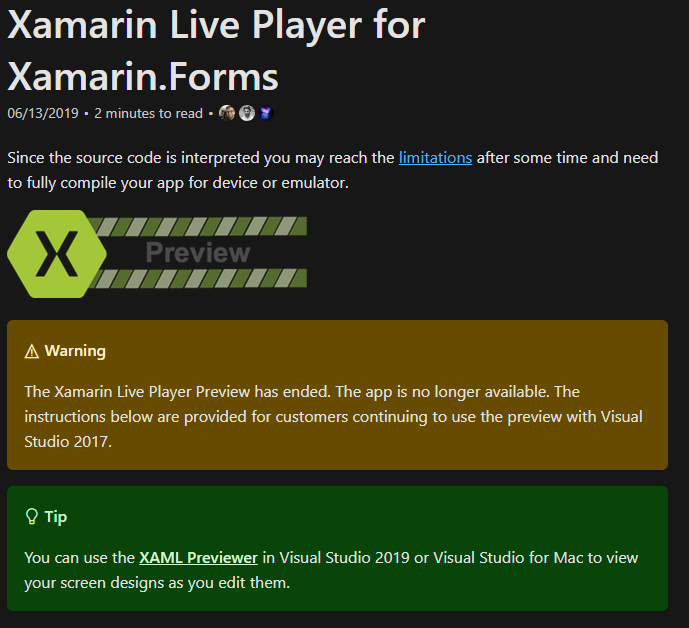 Xamarin Live Player for
Xamarin.Forms
06/13/2019 • 2 minutes to read •
Since the source code is interpreted you may reach the limitations after some time and need
to fully compile your app for device or emulator.
X Preview
Warning
The Xamarin Live Player Preview has ended. The app is no longer available. The
instructions below are provided for customers continuing to use the preview with Visual
Studio 2017.
Tip
You can use the XAML Previewer in Visual Studio 2019 or Visual Studio for Mac to view
your screen designs as you edit them.